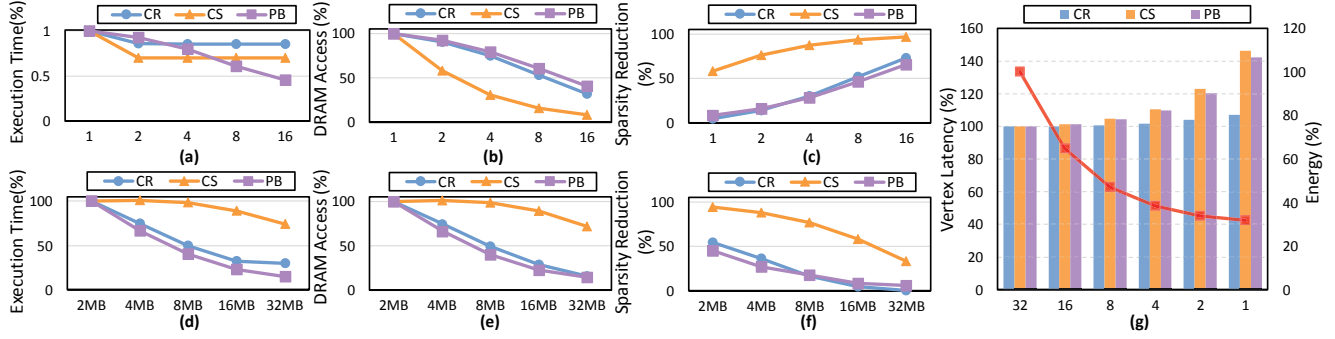 CR CS PB
Execution Time(%)
1
0.5
0
1 2 4 8 16
(a)
CR CS PB
DRAM Access (%)
100
50
0
1 2 4 8 16
(b)
CR CS PB
Sparsity Reduction
(%)
100
50
0
1 2 4 8 16
(c)
CR CS PB
Execution Time(%)
100
50
0
2MB 4MB 8MB 16MB 32MB
(d)
CR CS PB
DRAM Access (%)
100
50
0
2MB 4MB 8MB 16MB 32MB
(e)
CR CS PB
Sparsity Reduction
(%)
100
50
0
2MB 4MB 8MB 16MB 32MB
(f)
CR CS PB
Vertex Latency (%)
160
140
120
100
80
60
40
20
0
Energy (%)
120
100
80
60
40
20
0
32 16 8 4 2 1
(g)